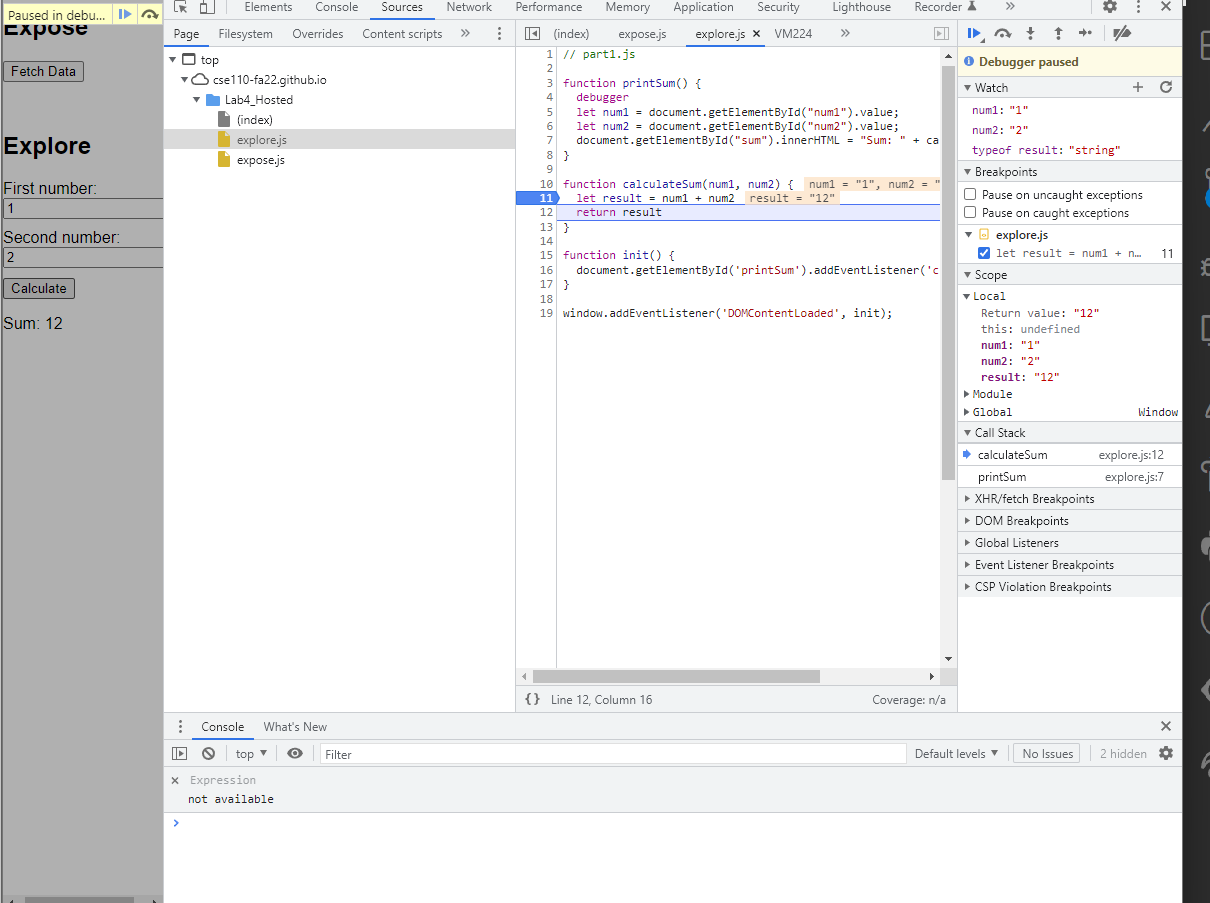 Paused in debu...
Expose
Fetch Data
Explore
First number:
1
Second number:
2
Calculate
Sum: 12
Elements Console Sources Network Performance Memory Application Security Lighthouse Recorder »
Page Filesystem Overrides Content scripts »
top
cse110-fa22.github.io
Lab4_Hosted
(index)
explore.js
expose.js
(index) expose.js explore.js × VM224 »
1 // part1.js
2
3 function printSum() {
4 debugger
5 let num1 = document.getElementById("num1").value;
6 let num2 = document.getElementById("num2").value;
7 document.getElementById("sum").innerHTML = "Sum: " + ca
8 }
9
10 function calculateSum(num1, num2) { num1 = "1", num2 = "
11 let result = num1 + num2 result = "12"
12 return result
13 }
14
15 function init() {
16 document.getElementById('printSum').addEventListener('c
17 }
18
19 window.addEventListener('DOMContentLoaded', init);
{} Line 12, Column 16 Coverage: n/a
Debugger paused
Watch
num1: "1"
num2: "2"
typeof result: "string"
Breakpoints
Pause on uncaught exceptions
Pause on caught exceptions
explore.js
let result = num1 + n... 11
Scope
Local
Return value: "12"
this: undefined
num1: "1"
num2: "2"
result: "12"
Module
Global Window
Call Stack
calculateSum explore.js:12
printSum explore.js:7
XHR/fetch Breakpoints
DOM Breakpoints
Global Listeners
Event Listener Breakpoints
CSP Violation Breakpoints
Console What's New
top Filter Default levels No Issues 2 hidden
Expression
not available